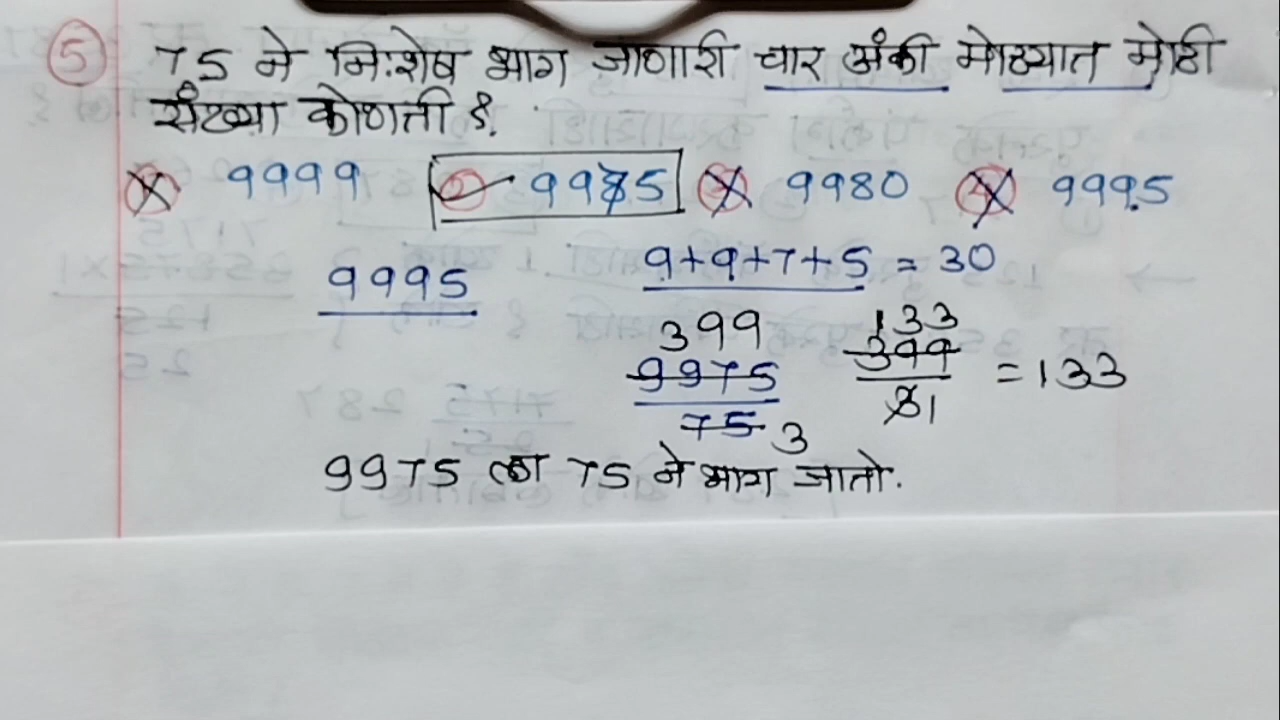 5 75 ने निःशेष भाग जाणारी चार अंकी मोठ्यात मोठी
संख्या कोणती ?
9999 9975 9980 9995
9995 9+9+7+5 = 30
399 133
9975 399 = 133
75 3 31
9975 ला 75 ने भाग जातो.